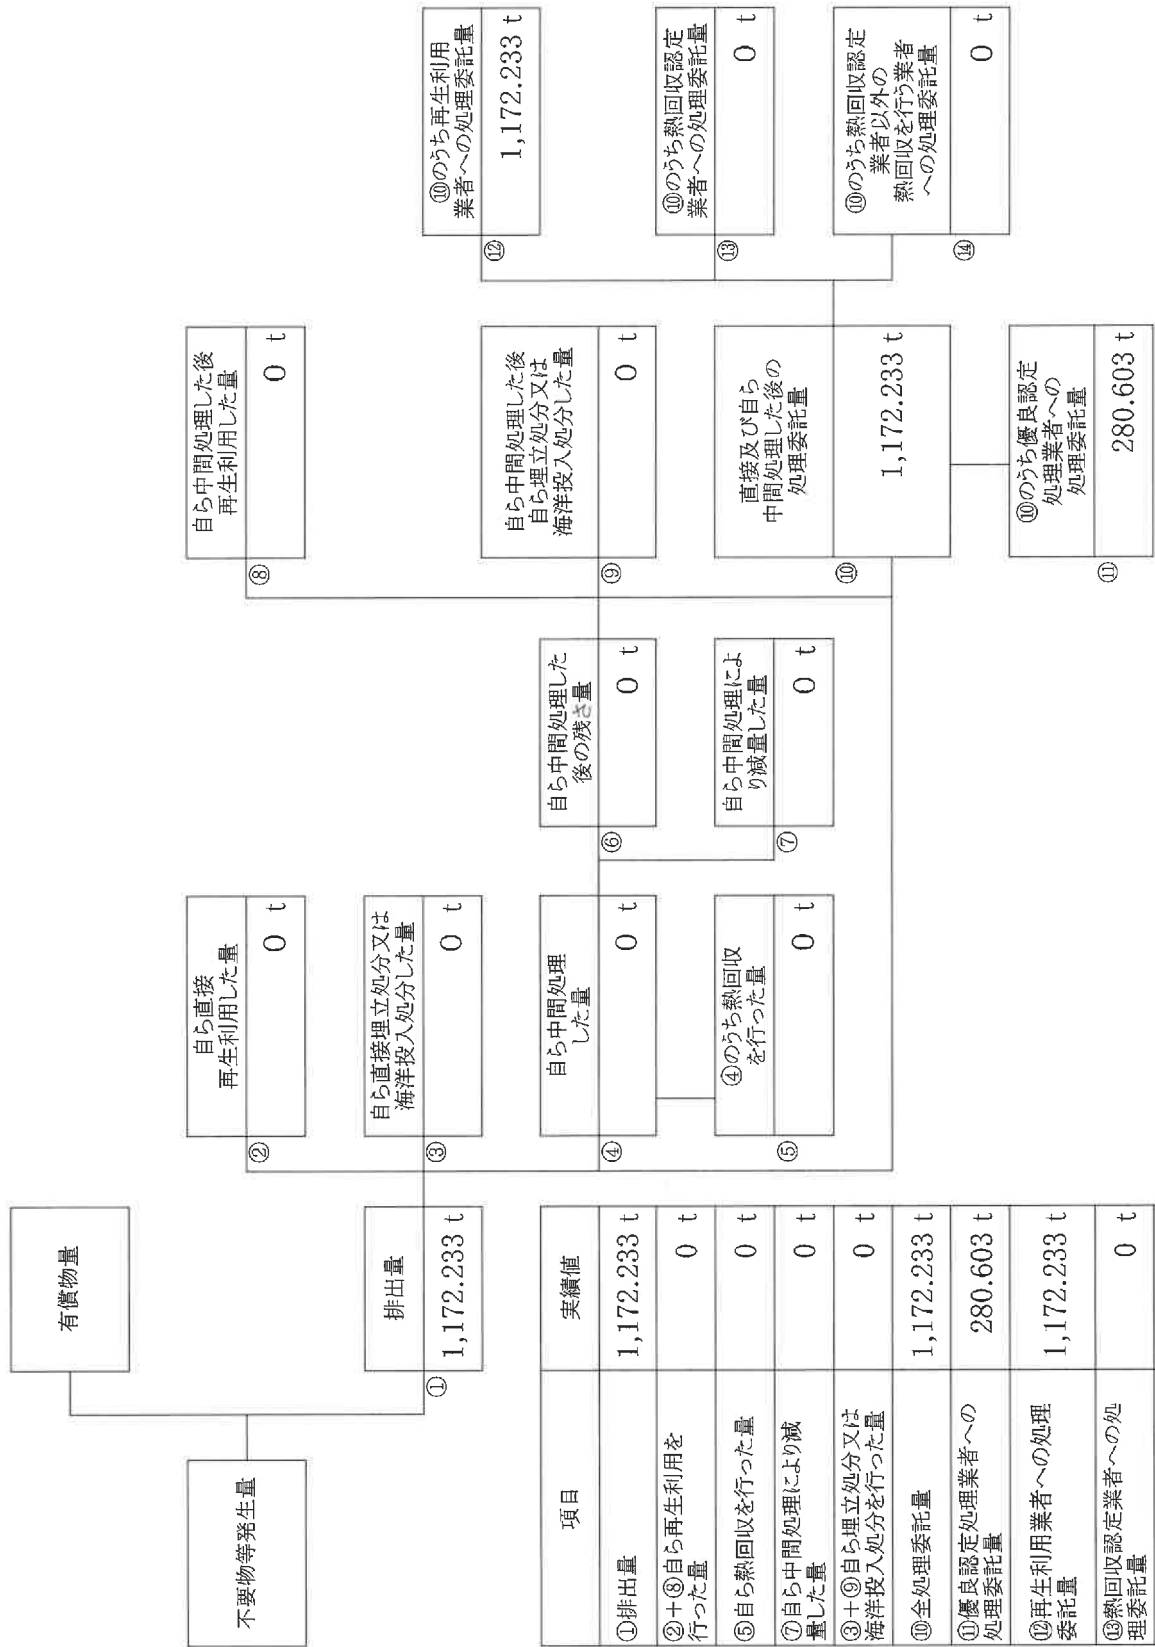 不要物等発生量
有償物量
①
排出量
1,172.233 t
②
自ら直接
再生利用した量
0 t
③
自ら直接埋立処分又は
海洋投入処分した量
0 t
④
自ら中間処理
した量
0 t
⑤
④のうち熱回収
を行った量
0 t
⑥
自ら中間処理した
後の残さ量
0 t
⑦
自ら中間処理によ
り減量した量
0 t
⑧
自ら中間処理した後
再生利用した量
0 t
⑨
自ら中間処理した後
自ら埋立処分又は
海洋投入処分した量
0 t
⑩
直接及び自ら
中間処理した後の
処理委託量
1,172.233 t
⑪
⑩のうち優良認定
処理業者への
処理委託量
280.603 t
⑫
⑩のうち再生利用
業者への処理委託量
1,172.233 t
⑬
⑩のうち熱回収認定
業者への処理委託量
0 t
⑭
⑩のうち熱回収認定
業者以外の
熱回収を行う業者
への処理委託量
0 t
項目 実績値
①排出量 1,172.233 t
②+⑧自ら再生利用を
行った量 0 t
⑤自ら熱回収を行った量 0 t
⑦自ら中間処理により減
量した量 0 t
③+⑨自ら埋立処分又は
海洋投入処分を行った量 0 t
⑩全処理委託量 1,172.233 t
⑪優良認定処理業者への
処理委託量 280.603 t
⑫再生利用業者への処理
委託量 1,172.233 t
⑬熱回収認定業者への処
理委託量 0 t